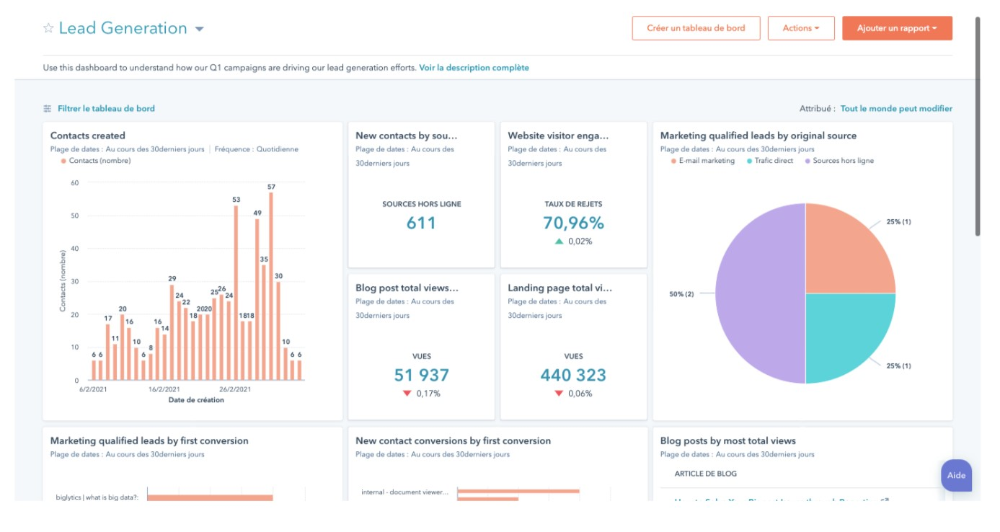 Lead Generation
Créer un tableau de bord
Actions
Ajouter un rapport
Use this dashboard to understand how our Q1 campaigns are driving our lead generation efforts. Voir la description complète
Filtrer le tableau de bord
Attribué : Tout le monde peut modifier
Contacts created
Plage de dates : Au cours des 30derniers jours | Fréquence : Quotidienne
Contacts (nombre)
Contacts (nombre)
60
50
40
30
20
10
0
6 6 17 11 20 16 10 6 8 16 14 29 24 22 18 20 20 25 26 24 53 18 18 49 35 57 30 10 6 6
6/2/2021 16/2/2021 26/2/2021
Date de création
New contacts by sou...
Plage de dates : Au cours des
30derniers jours
SOURCES HORS LIGNE
611
Website visitor enga...
Plage de dates : Au cours des
30derniers jours
TAUX DE REJETS
70,96%
0,02%
Blog post total views...
Plage de dates : Au cours des
30derniers jours
VUES
51 937
0,17%
Landing page total vi...
Plage de dates : Au cours des
30derniers jours
VUES
440 323
0,06%
Marketing qualified leads by original source
Plage de dates : Au cours des 30derniers jours
E-mail marketing Trafic direct Sources hors ligne
25% (1)
50% (2)
25% (1)
Marketing qualified leads by first conversion
Plage de dates : Au cours des 30derniers jours
biglytics | what is big data?:
New contact conversions by first conversion
Plage de dates : Au cours des 30derniers jours
internal - document viewer...
Blog posts by most total views
Plage de dates : Au cours des 30derniers jours
ARTICLE DE BLOG
Aide